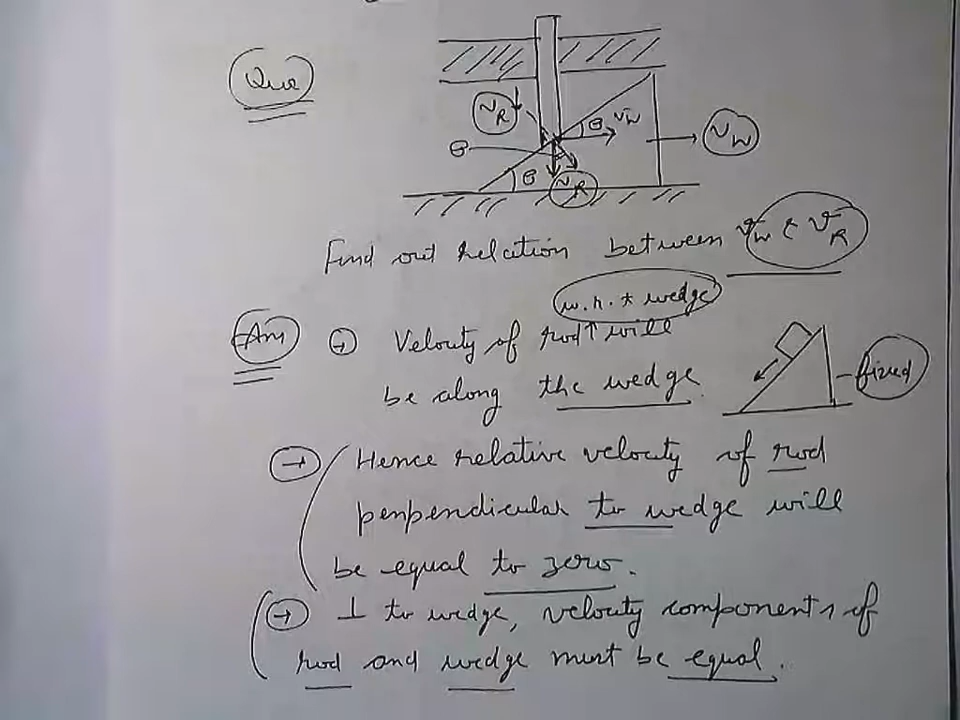 Que
v_R
θ v_W
v_W
θ
θ v_R
Find out relation between v_W & v_R
w.r.t wedge
Ans → Velocity of rod↑ will
be along the wedge.
fixed
→ Hence relative velocity of rod
perpendicular to wedge will
be equal to zero.
→ ⊥ to wedge, velocity components of
rod and wedge must be equal.